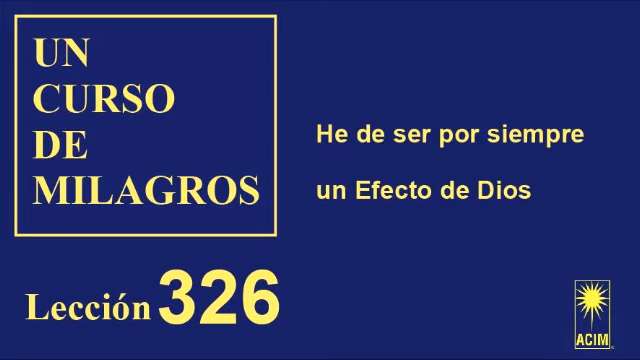 UN
CURSO
DE
MILAGROS
He de ser por siempre
un Efecto de Dios
Lección 326
ACIM